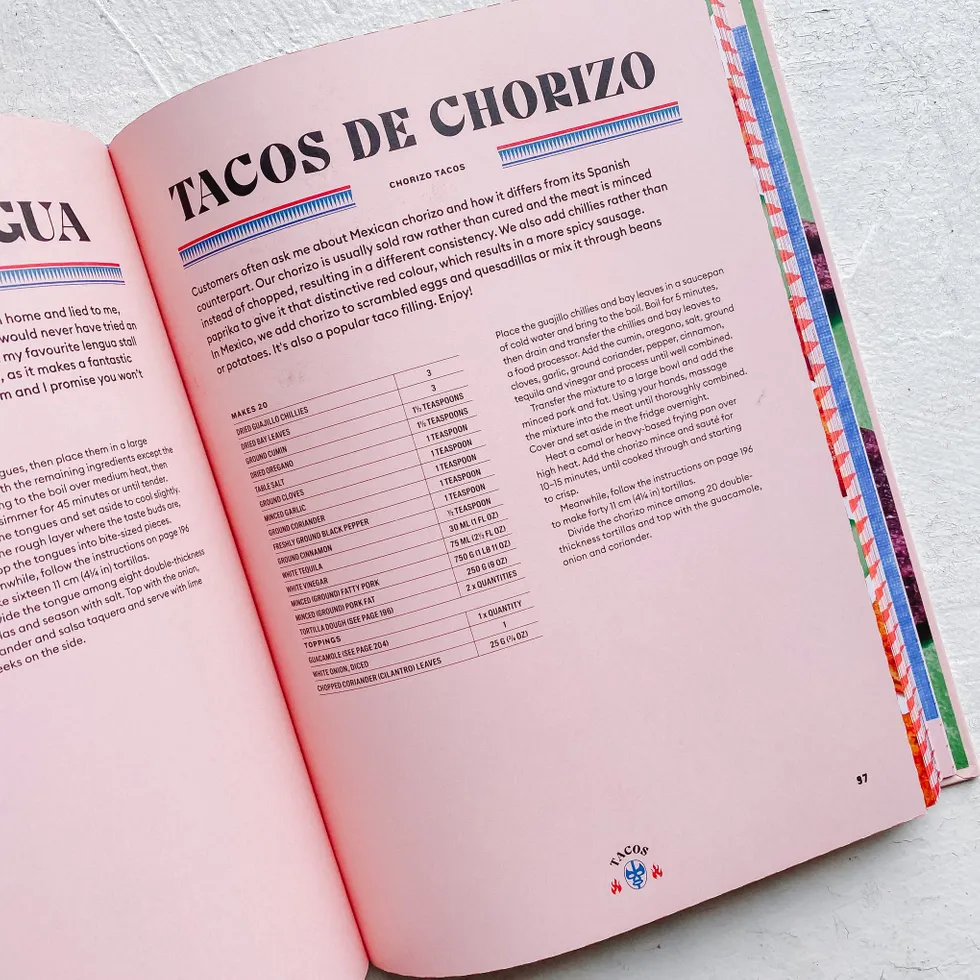 GUA
home and lied to me,
would never have tried an
my favourite lengua stall
, as it makes a fantastic
m and I promise you won't
gues, then place them in a large
th the remaining ingredients except the
ng to the boil over medium heat, then
simmer for 45 minutes or until tender.
he tongues and set aside to cool slightly,
he rough layer where the taste buds are,
op the tongues into bite-sized pieces.
nwhile, follow the instructions on page 196
ke sixteen 11 cm (4¼ in) tortillas.
vide the tongue among eight double-thickness
las and season with salt. Top with the onion,
ander and salsa taquera and serve with lime
eeks on the side.
TACOS DE CHORIZO
CHORIZO TACOS
Customers often ask me about Mexican chorizo and how it differs from its Spanish
counterpart. Our chorizo is usually sold raw rather than cured and the meat is minced
instead of chopped, resulting in a different consistency. We also add chillies rather than
paprika to give it that distinctive red colour, which results in a more spicy sausage.
In Mexico, we add chorizo to scrambled eggs and quesadillas or mix it through beans
or potatoes. It's also a popular taco filling. Enjoy!
MAKES 20
DRIED GUAJILLO CHILLIES 3
DRIED BAY LEAVES 3
GROUND CUMIN 1½ TEASPOONS
DRIED OREGANO 1½ TEASPOONS
TABLE SALT 1 TEASPOON
GROUND CLOVES 1 TEASPOON
MINCED GARLIC 1 TEASPOON
GROUND CORIANDER 1 TEASPOON
FRESHLY GROUND BLACK PEPPER 1 TEASPOON
GROUND CINNAMON ½ TEASPOON
WHITE TEQUILA 30 ML (1 FL OZ)
WHITE VINEGAR 75 ML (2½ FL OZ)
MINCED (GROUND) FATTY PORK 750 G (1 LB 11 OZ)
MINCED (GROUND) PORK FAT 250 G (9 OZ)
TORTILLA DOUGH (SEE PAGE 196) 2 x QUANTITIES
TOPPINGS
GUACAMOLE (SEE PAGE 204) 1 x QUANTITY
WHITE ONION, DICED 1
CHOPPED CORIANDER (CILANTRO) LEAVES 25 G (¾ OZ)
Place the guajillo chillies and bay leaves in a saucepan
of cold water and bring to the boil. Boil for 5 minutes,
then drain and transfer the chillies and bay leaves to
a food processor. Add the cumin, oregano, salt, ground
cloves, garlic, ground coriander, pepper, cinnamon,
tequila and vinegar and process until well combined.
Transfer the mixture to a large bowl and add the
minced pork and fat. Using your hands, massage
the mixture into the meat until thoroughly combined.
Cover and set aside in the fridge overnight.
Heat a comal or heavy-based frying pan over
high heat. Add the chorizo mince and sauté for
10–15 minutes, until cooked through and starting
to crisp.
Meanwhile, follow the instructions on page 196
to make forty 11 cm (4¼ in) tortillas.
Divide the chorizo mince among 20 double-
thickness tortillas and top with the guacamole,
onion and coriander.
97
TACOS